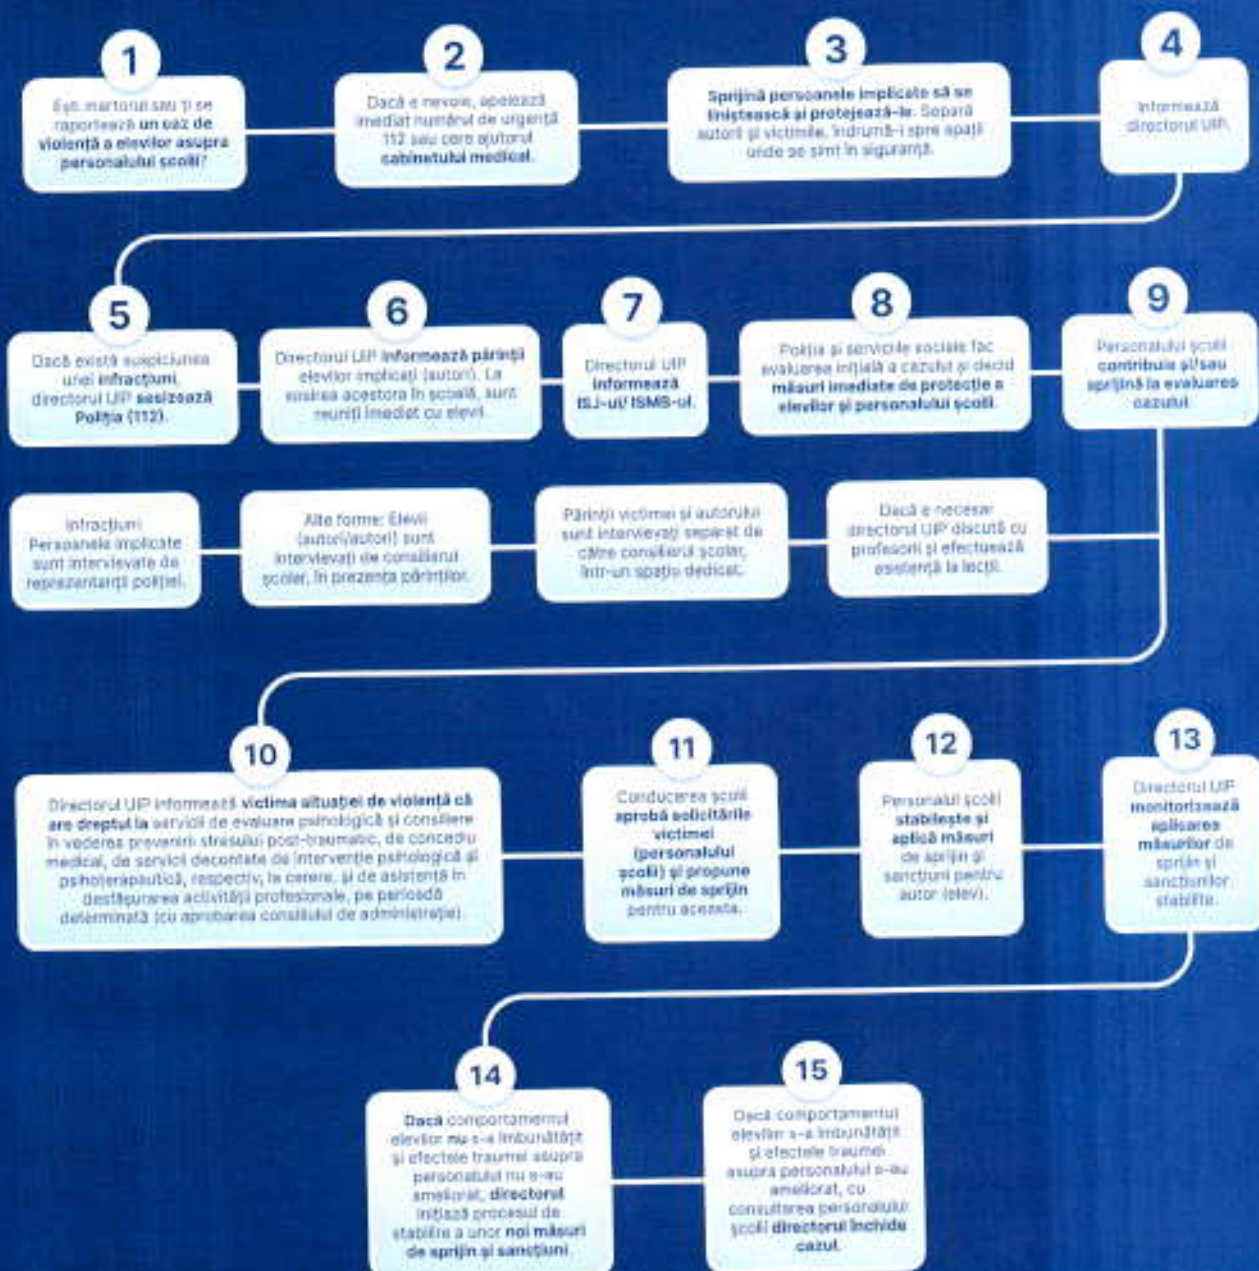 1
Ești martorul sau ți se
raportează un caz de
violență a elevilor asupra
personalului școlii?
2
Dacă e nevoie, apelează
imediat numărul de urgență
112 sau cere ajutorul
cabinetului medical.
3
Sprijină persoanele implicate să se
liniștească și protejează-le. Separă
autorii și victimile, îndrumă-i spre spații
unde se simt în siguranță.
4
Informează
directorul UIP.
5
Dacă există suspiciunea
unei infracțiuni,
directorul UIP sesizează
Poliția (112).
6
Directorul UIP informează părinții
elevilor implicați (autori). La
sosirea acestora în școală, sunt
reuniți imediat cu elevii.
7
Directorul UIP
informează
ISJ-ul/ ISMB-ul.
8
Poliția și serviciile sociale fac
evaluarea inițială a cazului și decid
măsuri imediate de protecție a
elevilor și personalului școlii.
9
Personalului școlii
contribuie și/sau
sprijină la evaluarea
cazului.
Infracțiuni:
Persoanele implicate
sunt intervievate de
reprezentanții poliției.
Alte forme: Elevii
(autori/autori) sunt
intervievați de consilierul
școlar, în prezența părinților.
Părinții victimei și autorului
sunt intervievați separat de
către consilierul școlar,
într-un spațiu dedicat.
Dacă e necesar
directorul UIP discută cu
profesorii și efectuează
asistență la lecții.
10
Directorul UIP informează victima situației de violență că
are dreptul la servicii de evaluare psihologică și consiliere
în vederea prevenirii stresului post-traumatic, de concediu
medical, de servicii decontate de intervenție psihologică și
psihoterapeutică, respectiv, la cerere, și de asistență în
desfășurarea activității profesionale, pe perioadă
determinată (cu aprobarea consiliului de administrație).
11
Conducerea școlii
aprobă solicitările
victimei
(personalului
școlii) și propune
măsuri de sprijin
pentru aceasta.
12
Personalul școlii
stabilește și
aplică măsuri
de sprijin și
sancțiuni pentru
autor (elev).
13
Directorul UIP
monitorizează
aplicarea
măsurilor de
sprijin și
sancțiunilor
stabilite.
14
Dacă comportamentul
elevilor nu s-a îmbunătățit
și efectele traumei asupra
personalului nu s-au
ameliorat, directorul
inițiază procesul de
stabilire a unor noi măsuri
de sprijin și sancțiuni.
15
Dacă comportamentul
elevilor s-a îmbunătățit
și efectele traumei
asupra personalului s-au
ameliorat, cu
consultarea personalului
școlii directorul închide
cazul.